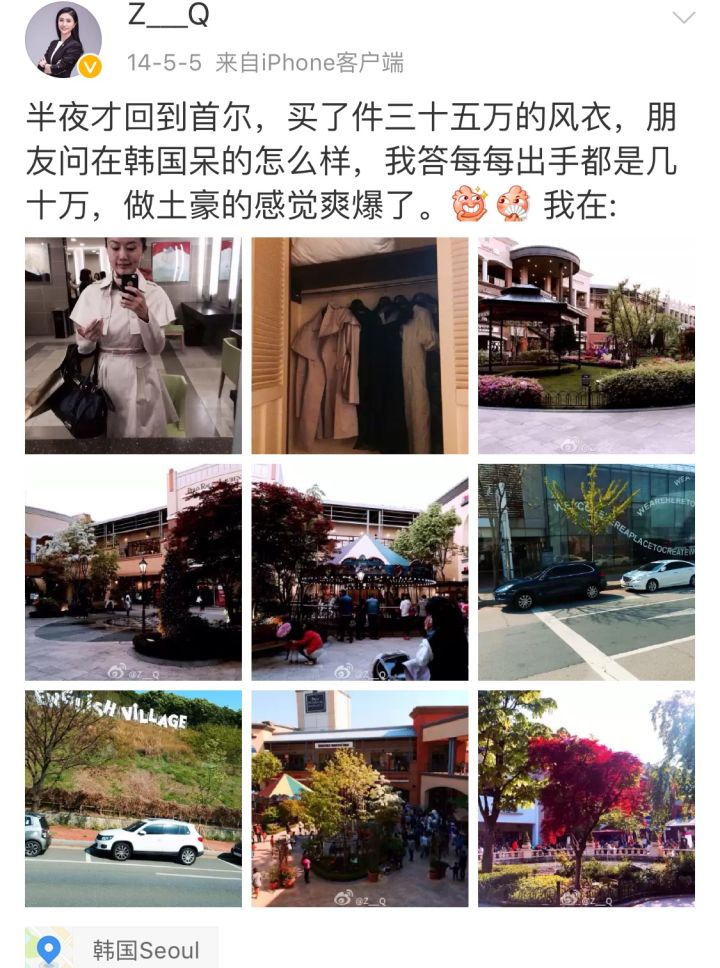 Z___Q
14-5-5 来自iPhone客户端
半夜才回到首尔，买了件三十五万的风衣，朋
友问在韩国呆的怎么样，我答每每出手都是几
十万，做土豪的感觉爽爆了。 我在:
@Z__Q
@Z__Q
WEAREHERETO
REAPLACETOCREATEW
ENGLISH VILLAGE
@Z__Q
@Z__Q
韩国Seoul